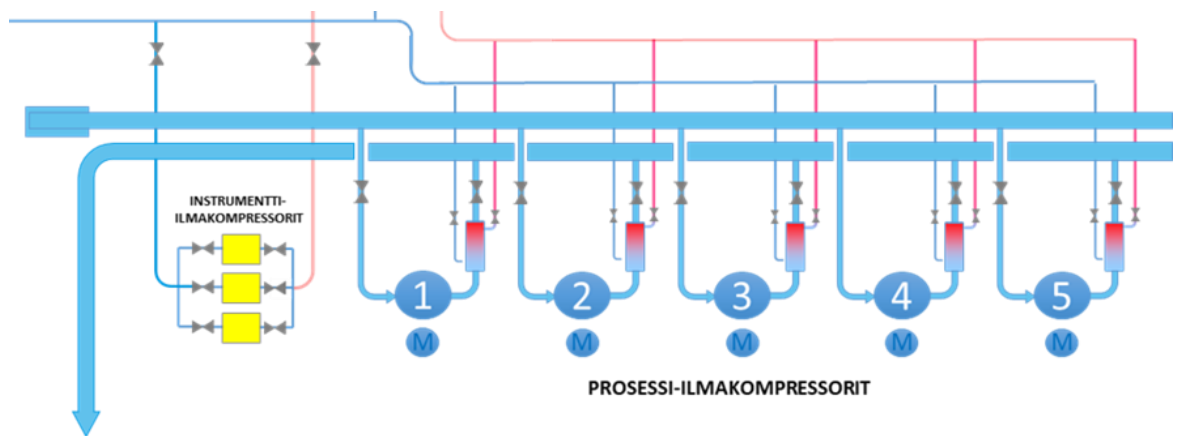 INSTRUMENTTI-
ILMAKOMPRESSORIT
1 2 3 4 5
M M M M M
PROSESSI-ILMAKOMPRESSORIT